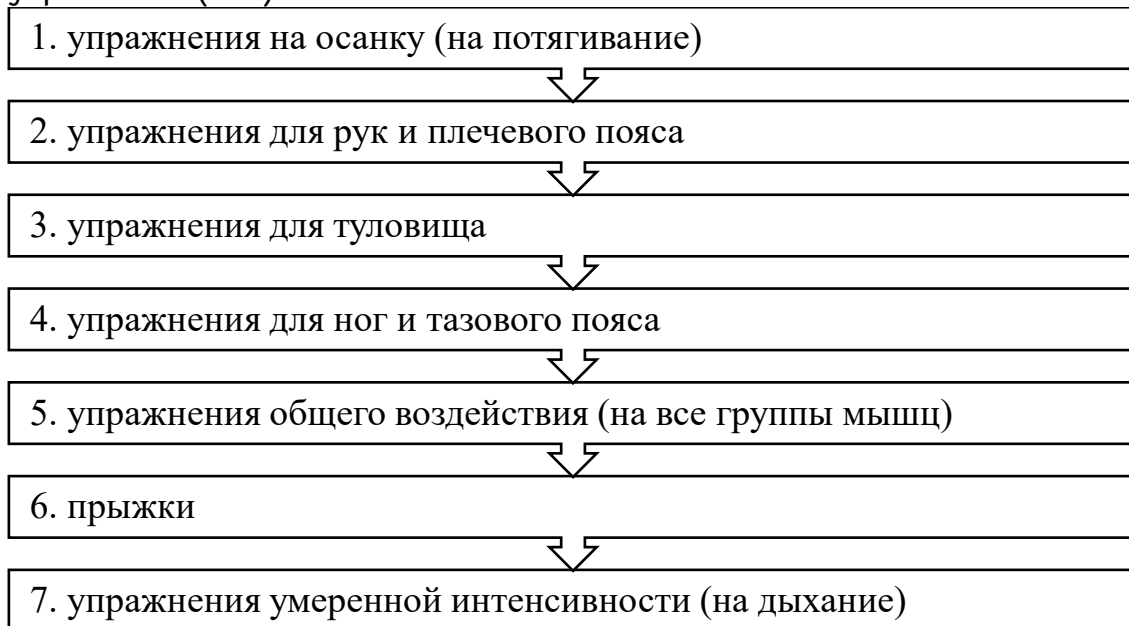 1. упражнения на осанку (на потягивание)
2. упражнения для рук и плечевого пояса
3. упражнения для туловища
4. упражнения для ног и тазового пояса
5. упражнения общего воздействия (на все группы мышц)
6. прыжки
7. упражнения умеренной интенсивности (на дыхание)